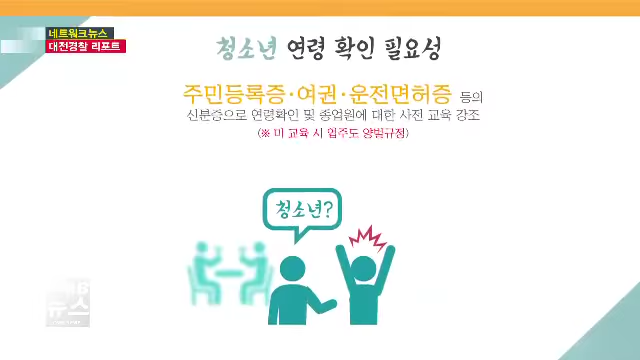 네트워크뉴스
대전경찰 리포트
청소년 연령 확인 필요성
주민등록증·여권·운전면허증 등의
신분증으로 연령확인 및 종업원에 대한 사전 교육 강조
(※ 미 교육 시 업주도 양벌규정)
청소년?
뉴스